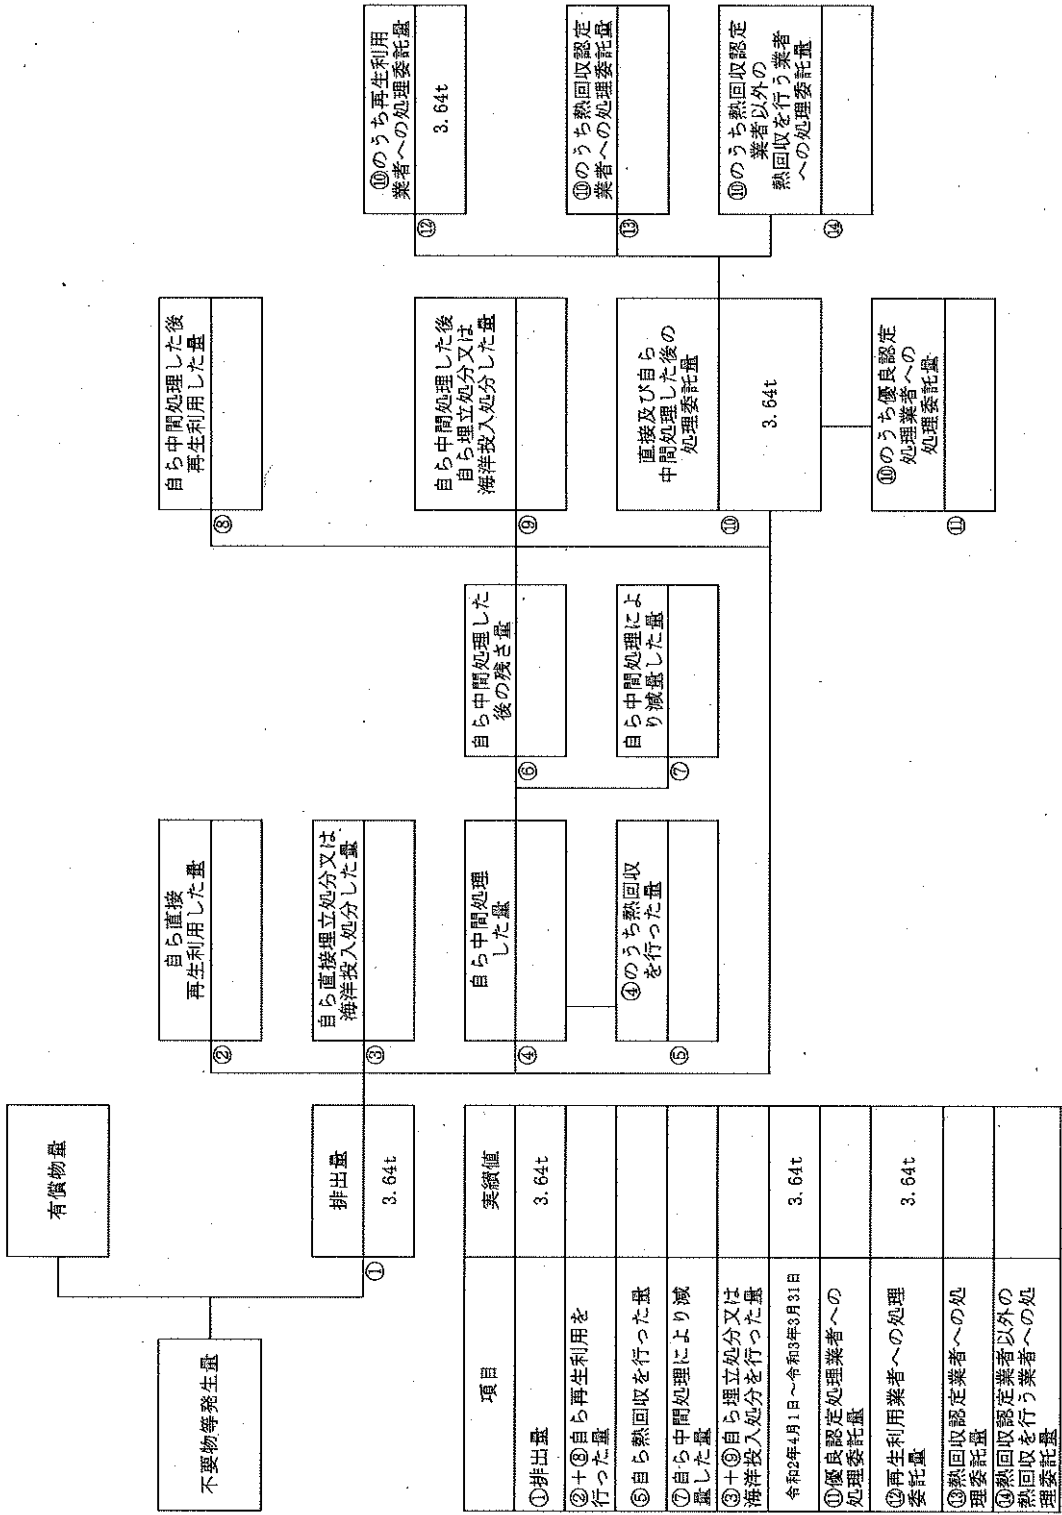 不要物等発生量
有償物量
排出量
①
3.64t
自ら直接
再生利用した量
②
自ら直接埋立処分又は
海洋投入処分した量
③
自ら中間処理
した量
④
④のうち熱回収
を行った量
⑤
自ら中間処理した
後の残さ量
⑥
自ら中間処理によ
り減量した量
⑦
自ら中間処理した後
再生利用した量
⑧
自ら中間処理した後
自ら埋立処分又は
海洋投入処分した量
⑨
直接及び自ら
中間処理した後の
処理委託量
⑩
3.64t
⑩のうち優良認定
処理業者への
処理委託量
⑪
⑩のうち再生利用
業者への処理委託量
⑫
3.64t
⑩のうち熱回収認定
業者への処理委託量
⑬
⑩のうち熱回収認定
業者以外の
熱回収を行う業者
への処理委託量
⑭
項目
実績値
①排出量
3.64t
②+⑧自ら再生利用を
行った量
⑤自ら熱回収を行った量
⑦自ら中間処理により減
量した量
③+⑨自ら埋立処分又は
海洋投入処分を行った量
令和2年4月1日～令和3年3月31日
3.64t
⑪優良認定処理業者への
処理委託量
⑫再生利用業者への処理
委託量
3.64t
⑬熱回収認定業者への処
理委託量
⑭熱回収認定業者以外の
熱回収を行う業者への処
理委託量